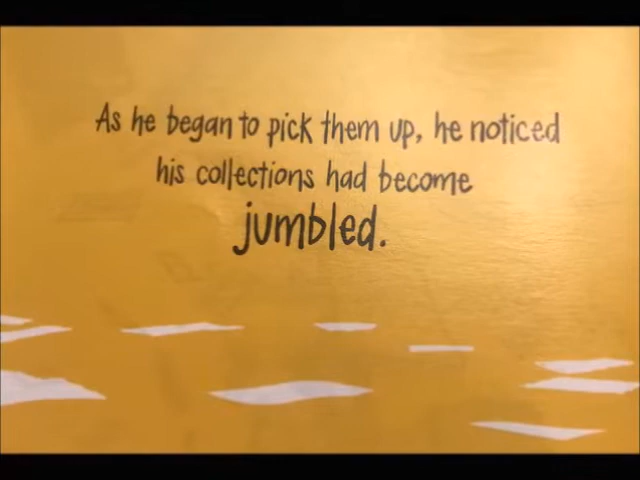 As he began to pick them up, he noticed
his collections had become
jumbled.